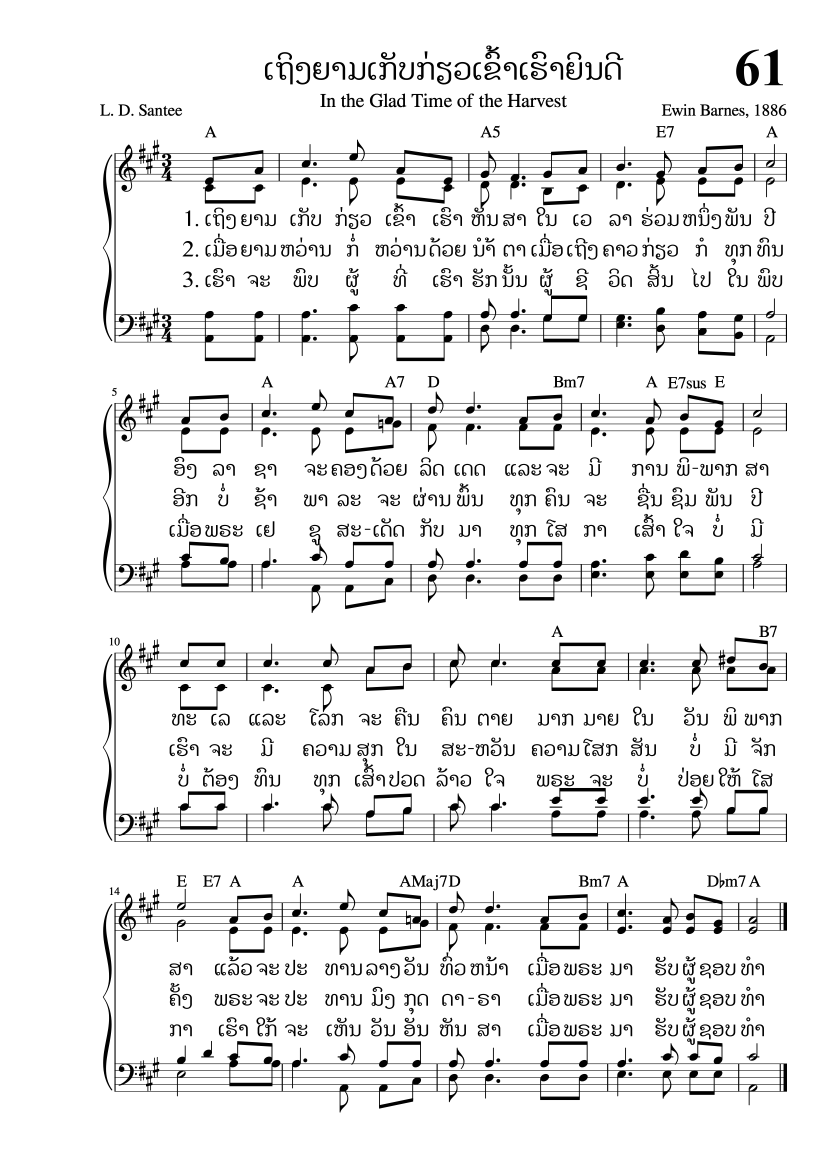 ເຖິງຍາມເກັບກ່ຽວເຂົ້າເຮົາຍິນດີ
61
In the Glad Time of the Harvest
L. D. Santee
Ewin Barnes, 1886
A A5 E7 A
1. ເຖິງ ຍາມ ເກັບ ກ່ຽວ ເຂົ້າ ເຮົາ ຫັນ ສາ ໃນ ເວ ລາ ຮ່ວມ ຫນຶ່ງ ພັນ ປີ
2. ເມື່ອ ຍາມ ຫວ່ານ ກໍ່ ຫວ່ານ ດ້ວຍ ນ້ຳ ຕາ ເມື່ອ ເຖິງ ຄາວ ກ່ຽວ ກໍ ທຸກ ທົນ
3. ເຮົາ ຈະ ພົບ ຜູ້ ທີ່ ເຮົາ ຮັກ ນັ້ນ ຜູ້ ຊີ ວິດ ສິ້ນ ໄປ ໃນ ພົບ
5
A A7 D Bm7 A E7sus E
ອົງ ລາ ຊາ ຈະ ຄອງ ດ້ວຍ ລິດ ເດດ ແລະ ຈະ ມີ ການ ພິ-ພາກ ສາ
ອີກ ບໍ່ ຊ້າ ພາ ລະ ຈະ ຜ່ານ ພົ້ນ ທຸກ ຄົນ ຈະ ຊື່ນ ຊົມ ພັນ ປີ
ເມື່ອ ພຣະ ເຢ ຊູ ສະ-ເດັດ ກັບ ມາ ທຸກ ໂສ ກາ ເສົ້າ ໃຈ ບໍ່ ມີ
10
A B7
ທະ ເລ ແລະ ໂລກ ຈະ ຄືນ ຄົນ ຕາຍ ມາກ ມາຍ ໃນ ວັນ ພິ ພາກ
ເຮົາ ຈະ ມີ ຄວາມ ສຸກ ໃນ ສະ-ຫວັນ ຄວາມ ໂສກ ສັນ ບໍ່ ມີ ຈັກ
ບໍ່ ຕ້ອງ ທົນ ທຸກ ເສົ້າ ປວດ ລ້າວ ໃຈ ພຣະ ຈະ ບໍ່ ປ່ອຍ ໃຫ້ ໂສ
14
E E7 A A AMaj7 D Bm7 A D♭m7 A
ສາ ແລ້ວ ຈະ ປະ ທານ ລາງ ວັນ ທົ່ວ ຫນ້າ ເມື່ອ ພຣະ ມາ ຮັບ ຜູ້ ຊອບ ທຳ
ຄັ້ງ ພຣະ ຈະ ປະ ທານ ມົງ ກຸດ ດາ-ຣາ ເມື່ອ ພຣະ ມາ ຮັບ ຜູ້ ຊອບ ທຳ
ກາ ເຮົາ ໃກ້ ຈະ ເຫັນ ວັນ ອັນ ຫັນ ສາ ເມື່ອ ພຣະ ມາ ຮັບ ຜູ້ ຊອບ ທຳ